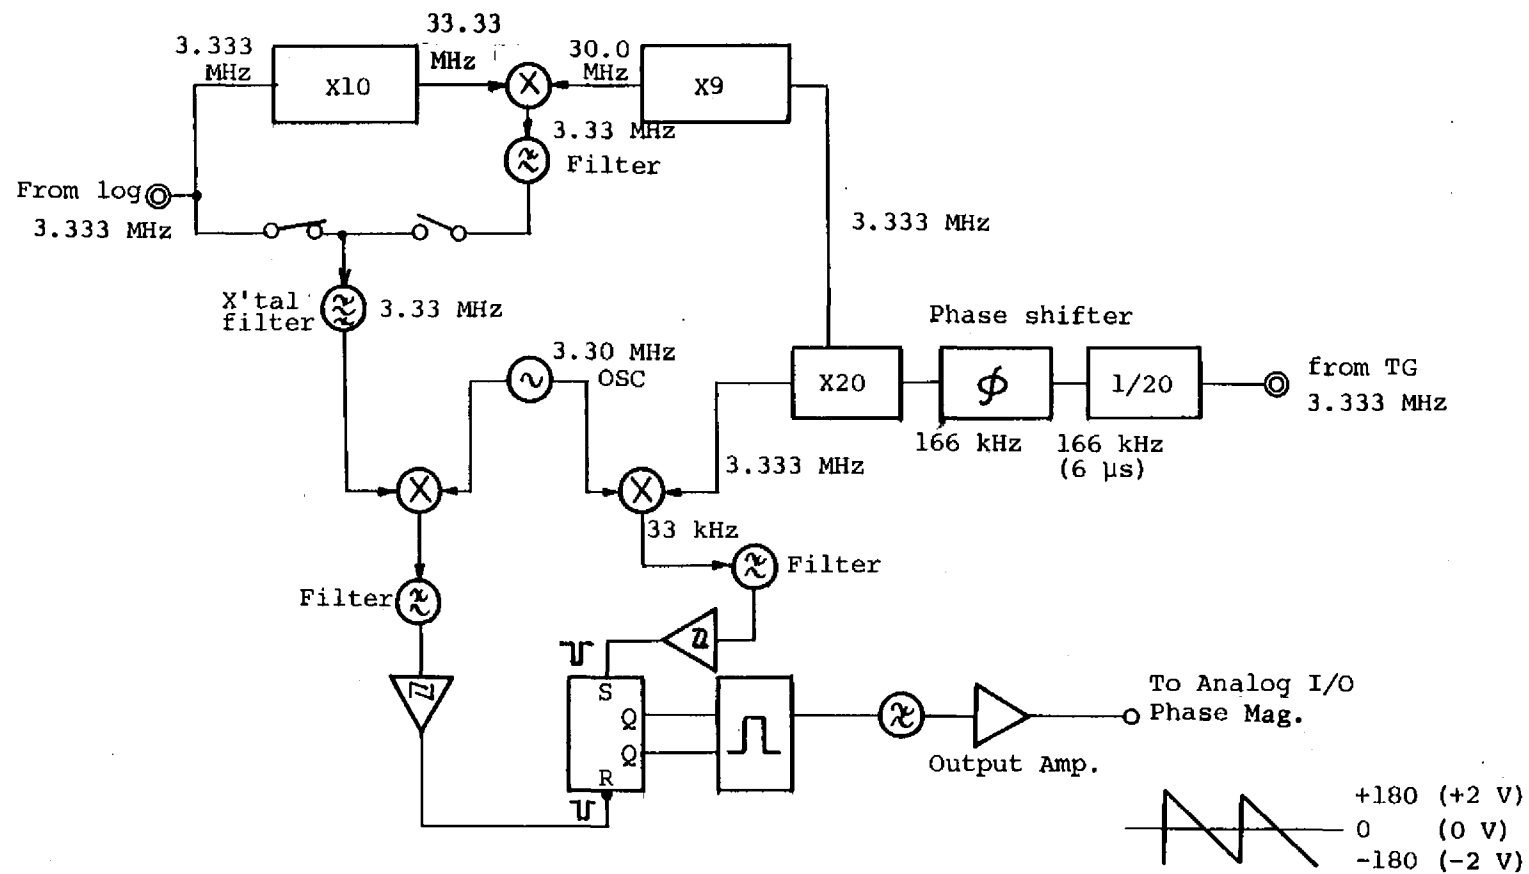 33.33
MHz
3.333
MHz
X10
X
30.0
MHz
X9
3.33 MHz
Filter
From log
3.333 MHz
3.333 MHz
X'tal
filter
3.33 MHz
Phase shifter
3.30 MHz
OSC
X20
ϕ
1/20
from TG
3.333 MHz
166 kHz
166 kHz
(6 µs)
3.333 MHz
X
X
33 kHz
Filter
Filter
S
Q
Q
R
To Analog I/O
Phase Mag.
Output Amp.
+180 (+2 V)
0 (0 V)
-180 (-2 V)